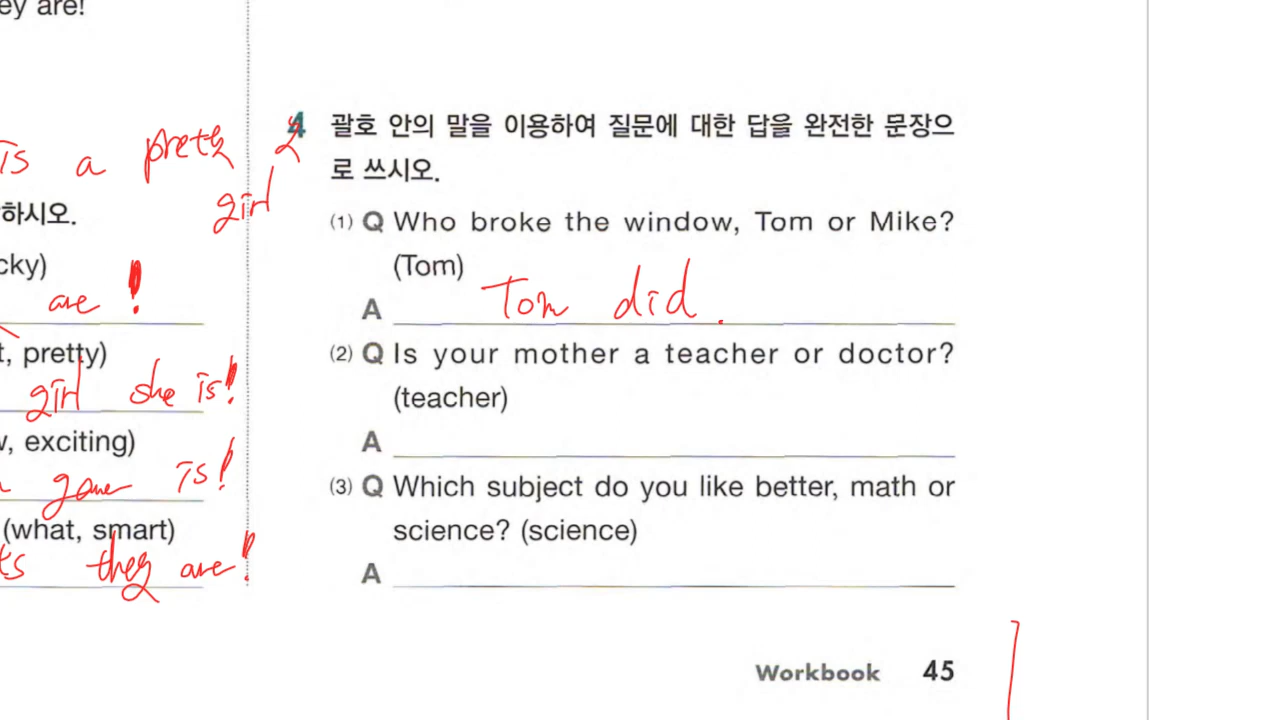 ey are!
is a pretty
girl
하시오.
cky)
are!
t, pretty)
girl she is!
w, exciting)
game is!
(what, smart)
ts they are!
4 괄호 안의 말을 이용하여 질문에 대한 답을 완전한 문장으
로 쓰시오.
(1) Q Who broke the window, Tom or Mike?
(Tom)
A Tom did.
(2) Q Is your mother a teacher or doctor?
(teacher)
A
(3) Q Which subject do you like better, math or
science? (science)
A
Workbook 45